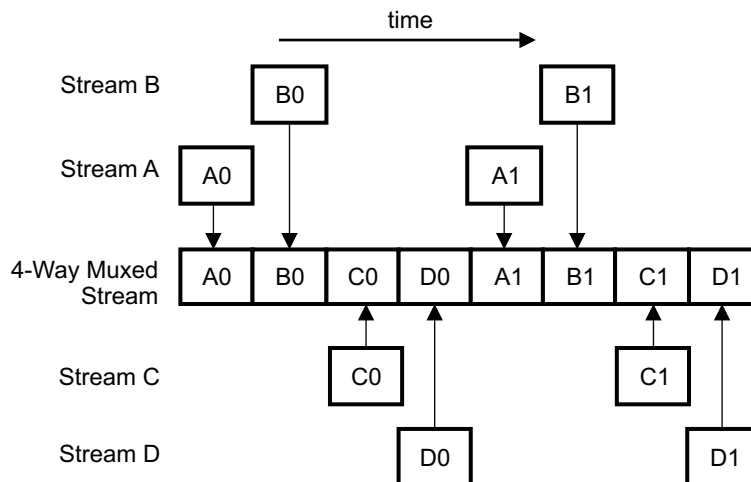 time
Stream B B0 B1
Stream A A0 A1
4-Way Muxed
Stream
A0 B0 C0 D0 A1 B1 C1 D1
Stream C C0 C1
Stream D D0 D1